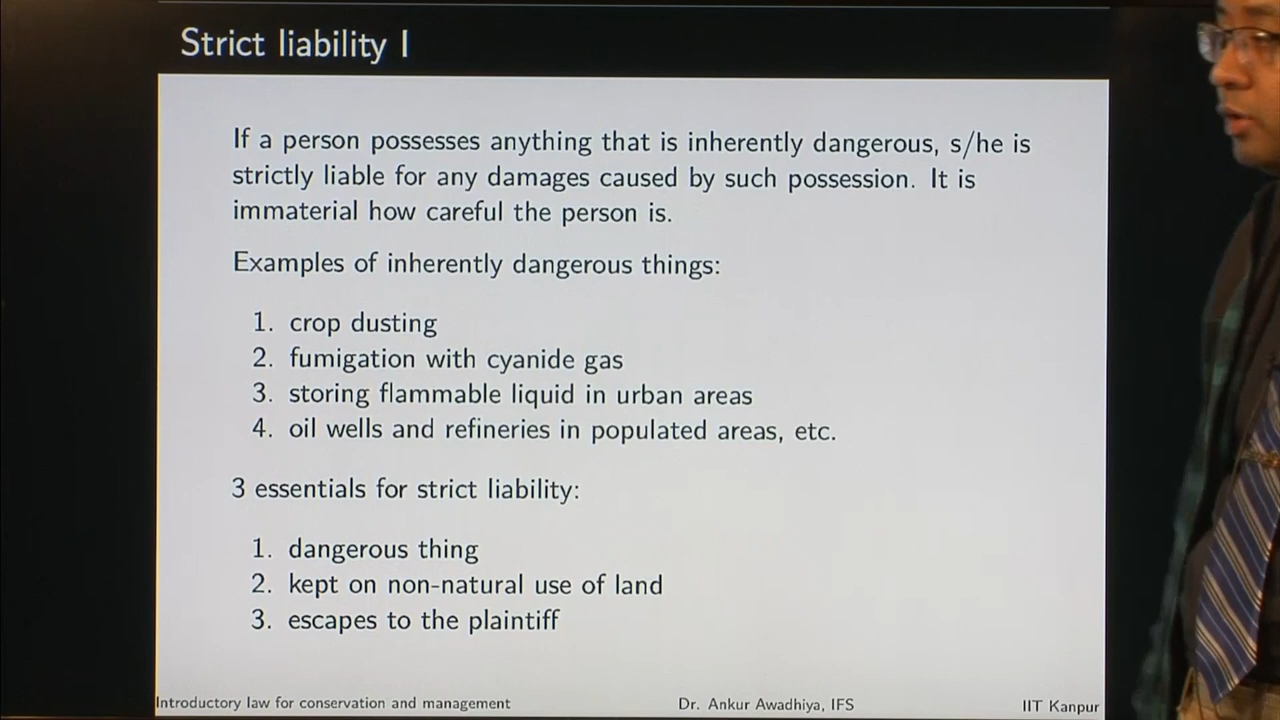 Strict liability I
If a person possesses anything that is inherently dangerous, s/he is
strictly liable for any damages caused by such possession. It is
immaterial how careful the person is.
Examples of inherently dangerous things:
1. crop dusting
2. fumigation with cyanide gas
3. storing flammable liquid in urban areas
4. oil wells and refineries in populated areas, etc.
3 essentials for strict liability:
1. dangerous thing
2. kept on non-natural use of land
3. escapes to the plaintiff
Introductory law for conservation and management Dr. Ankur Awadhiya, IFS IIT Kanpur